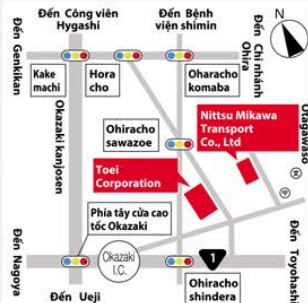 Đến Công viên
Hygashi
Đến Bệnh
viện shimin
N
Đến Genkikan
Đến Chi nhánh
Ohira
Kake
machi
Hora
cho
Oharacho
komaba
Okazaki kanjosen
Ohiracho
sawazoe
Nittsu Mikawa
Transport
Co., Ltd
Otogawaso
Toei
Corporation
Phía tây cửa cao
tốc Okazaki
Đến Nagoya
Okazaki
I.C.
1
Đến Toyohashi
Ohiracho
shindera
Đến Ueji